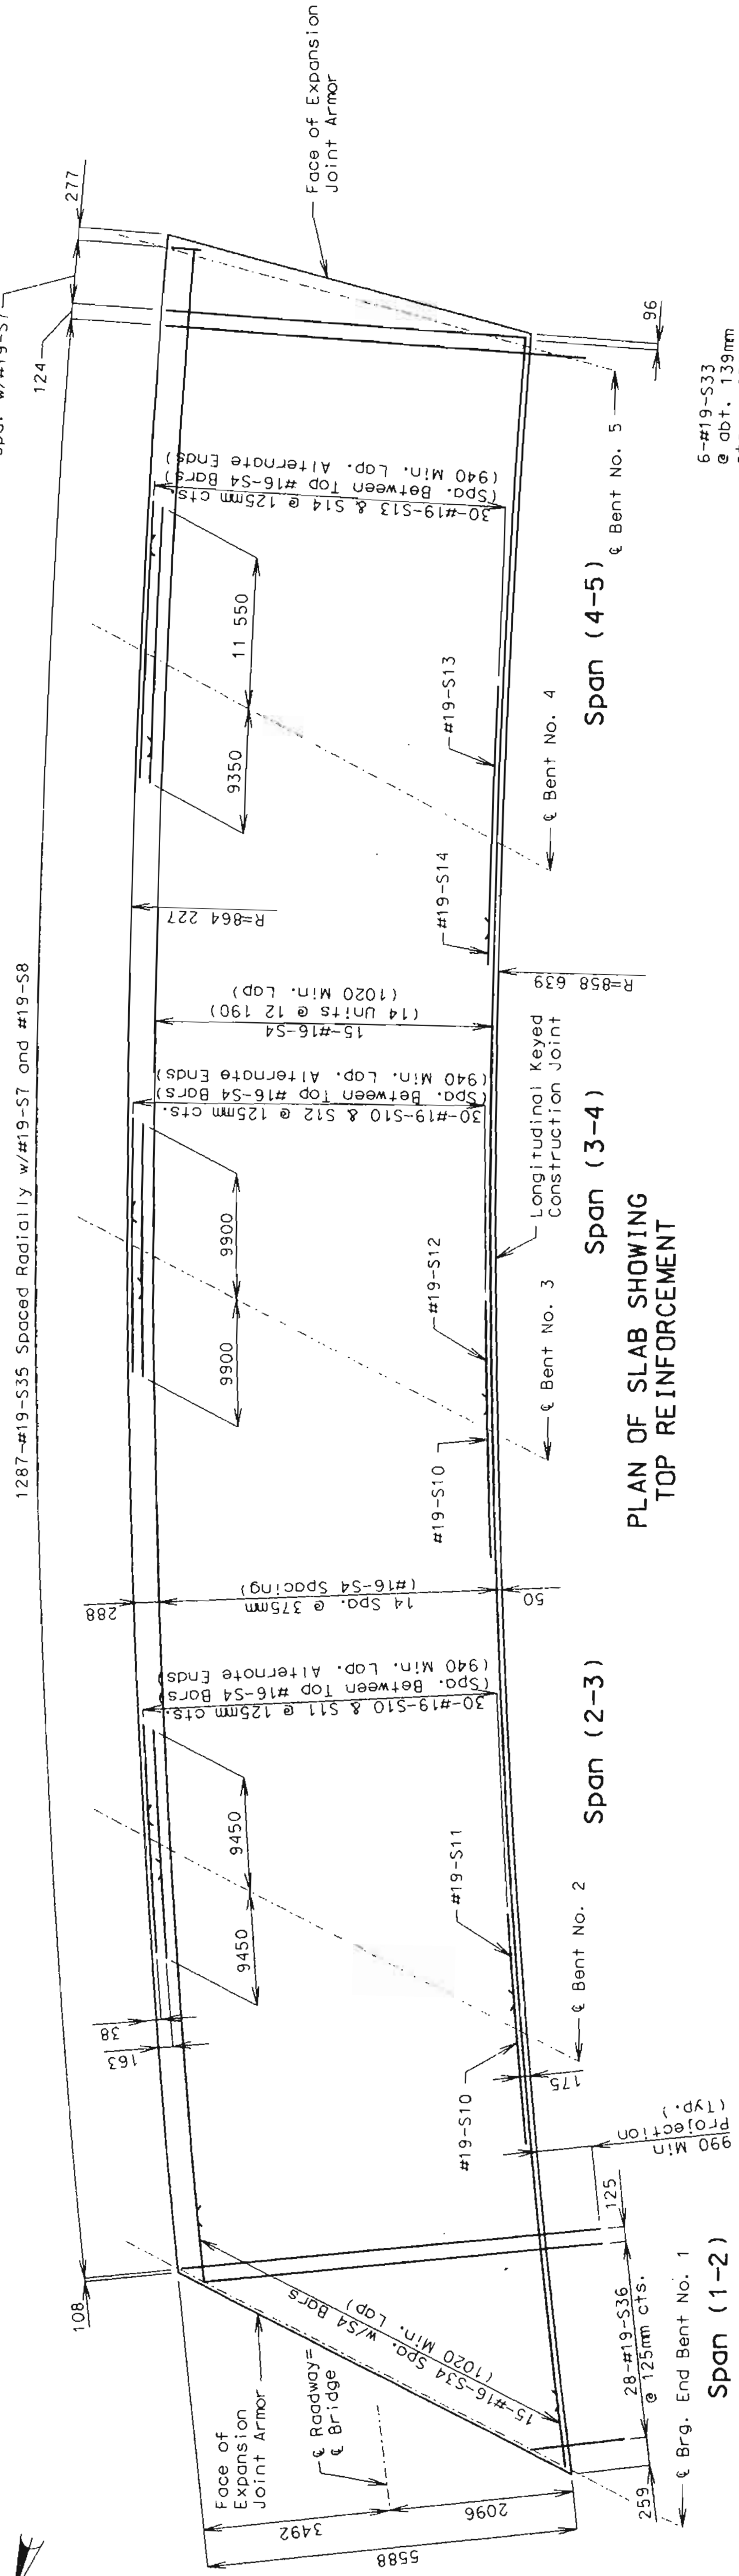 1287-#19-S35 Spaced Radially w/#19-S7 and #19-S8
277
124
Face of Expansion
Joint Armor
96
6-#19-S33
@ abt. 139mm
30-#19-S13 & S14 @ 125mm cts.
(Spa. Between Top #16-S4 Bars)
(940 Min. Lap. Alternate Ends)
11 550
9350
#19-S13
#19-S14
℄ Bent No. 5
Span (4-5)
℄ Bent No. 4
R=864 227
R=858 639
15-#16-S4
(14 Units @ 12 190)
(1020 Min. Lap)
30-#19-S10 & S12 @ 125mm cts.
(Spa. Between Top #16-S4 Bars)
(940 Min. Lap. Alternate Ends)
9900
9900
Longitudinal Keyed
Construction Joint
#19-S12
#19-S10
Span (3-4)
℄ Bent No. 3
PLAN OF SLAB SHOWING
TOP REINFORCEMENT
288
14 Spa. @ 375mm
(#16-S4 Spacing)
50
30-#19-S10 & S11 @ 125mm cts.
(Spa. Between Top #16-S4 Bars)
(940 Min. Lap. Alternate Ends)
9450
9450
#19-S11
#19-S10
Span (2-3)
℄ Bent No. 2
38
163
175
990 Min
Projection
(Typ.)
108
125
28-#19-S36
@ 125mm cts.
259
15-#16-S34 Spa.
w/S4 Bars
(1020 Min. Lap)
Face of
Expansion
Joint Armor
℄ Roadway=
℄ Bridge
3492
2096
5588
℄ Brg. End Bent No. 1
Span (1-2)